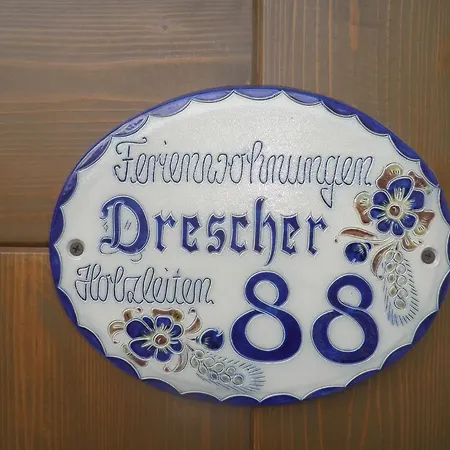 Ferienwohnungen
Drescher
Holzleiten
88